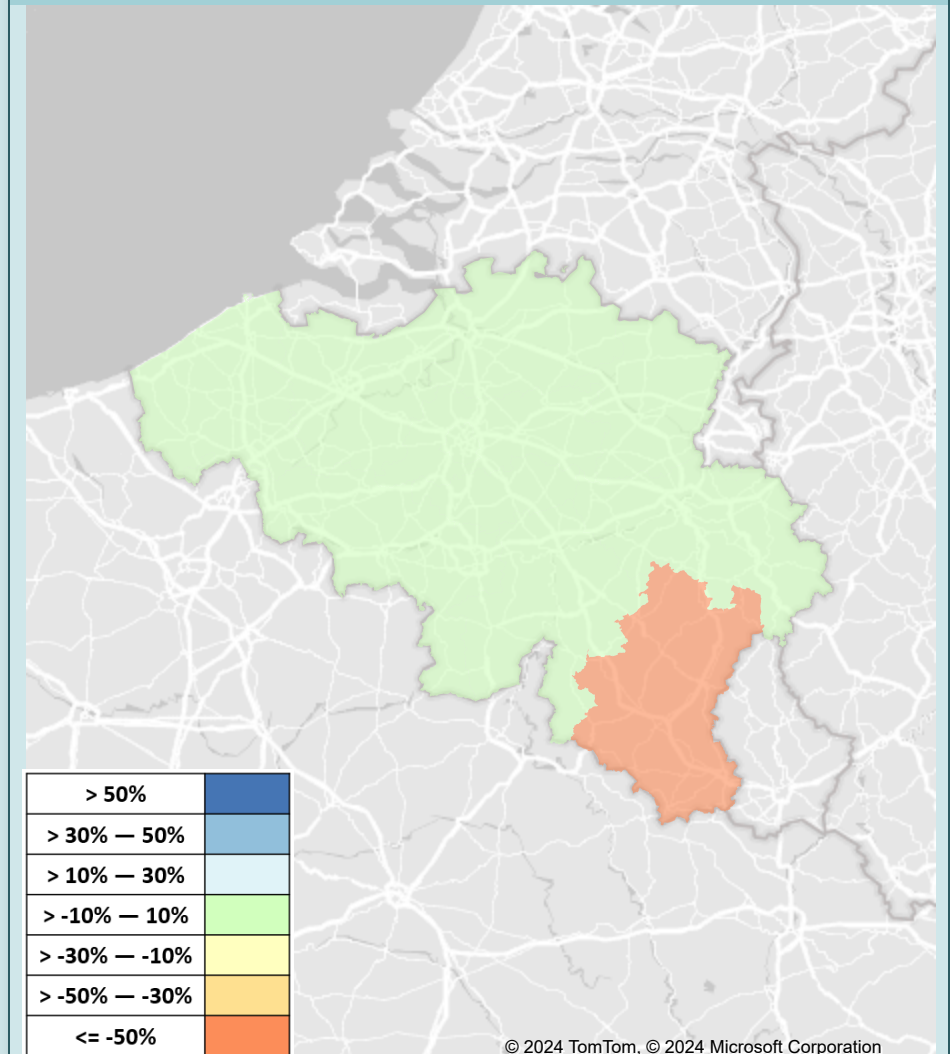 > 50%
> 30% — 50%
> 10% — 30%
> -10% — 10%
> -30% — -10%
> -50% — -30%
<= -50%
© 2024 TomTom, © 2024 Microsoft Corporation